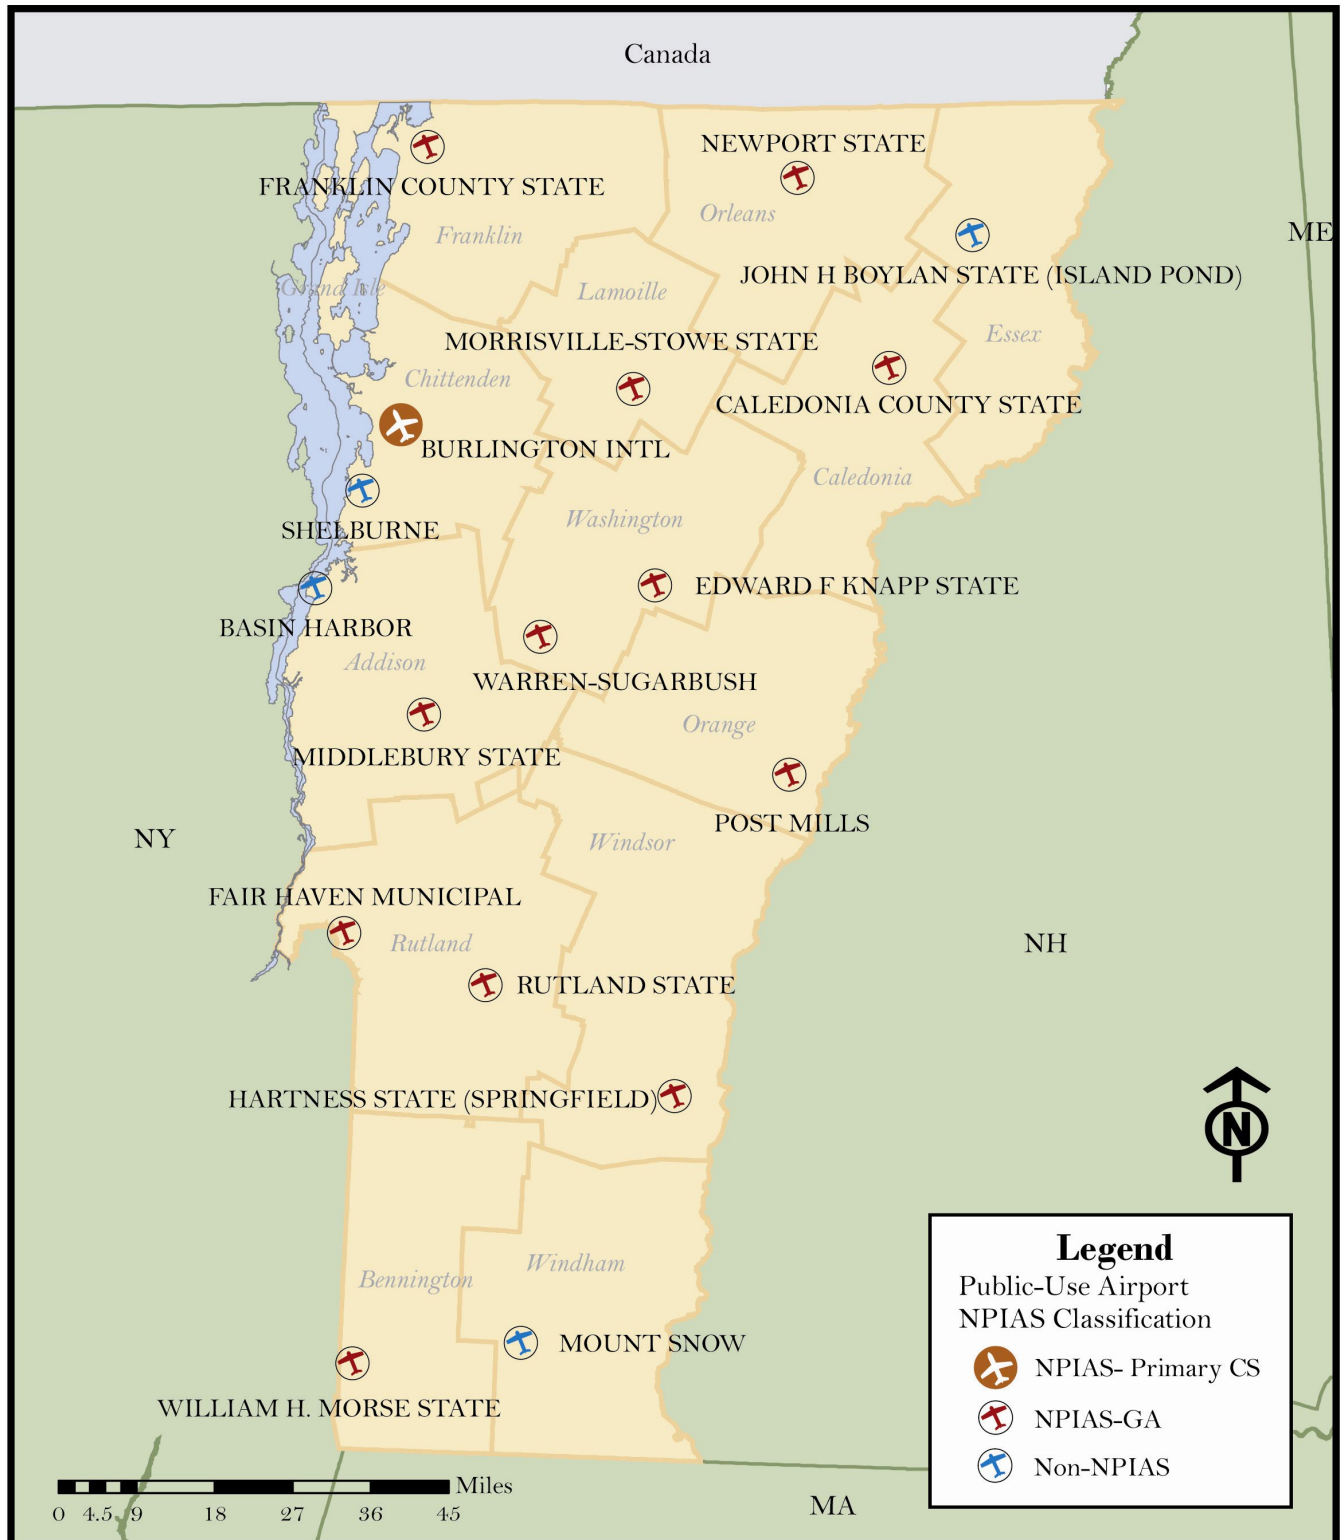 Canada
NEWPORT STATE
FRANKLIN COUNTY STATE
Orleans
ME
Franklin
JOHN H BOYLAN STATE (ISLAND POND)
Grand Isle
Lamoille
Essex
MORRISVILLE-STOWE STATE
Chittenden
CALEDONIA COUNTY STATE
BURLINGTON INTL
Caledonia
Washington
SHELBURNE
EDWARD F KNAPP STATE
BASIN HARBOR
Addison
WARREN-SUGARBUSH
Orange
MIDDLEBURY STATE
POST MILLS
NY
Windsor
FAIR HAVEN MUNICIPAL
Rutland
NH
RUTLAND STATE
HARTNESS STATE (SPRINGFIELD)
N
Legend
Public-Use Airport
NPIAS Classification
NPIAS- Primary CS
NPIAS-GA
Non-NPIAS
Windham
Bennington
MOUNT SNOW
WILLIAM H. MORSE STATE
Miles
0 4.5 9 18 27 36 45
MA